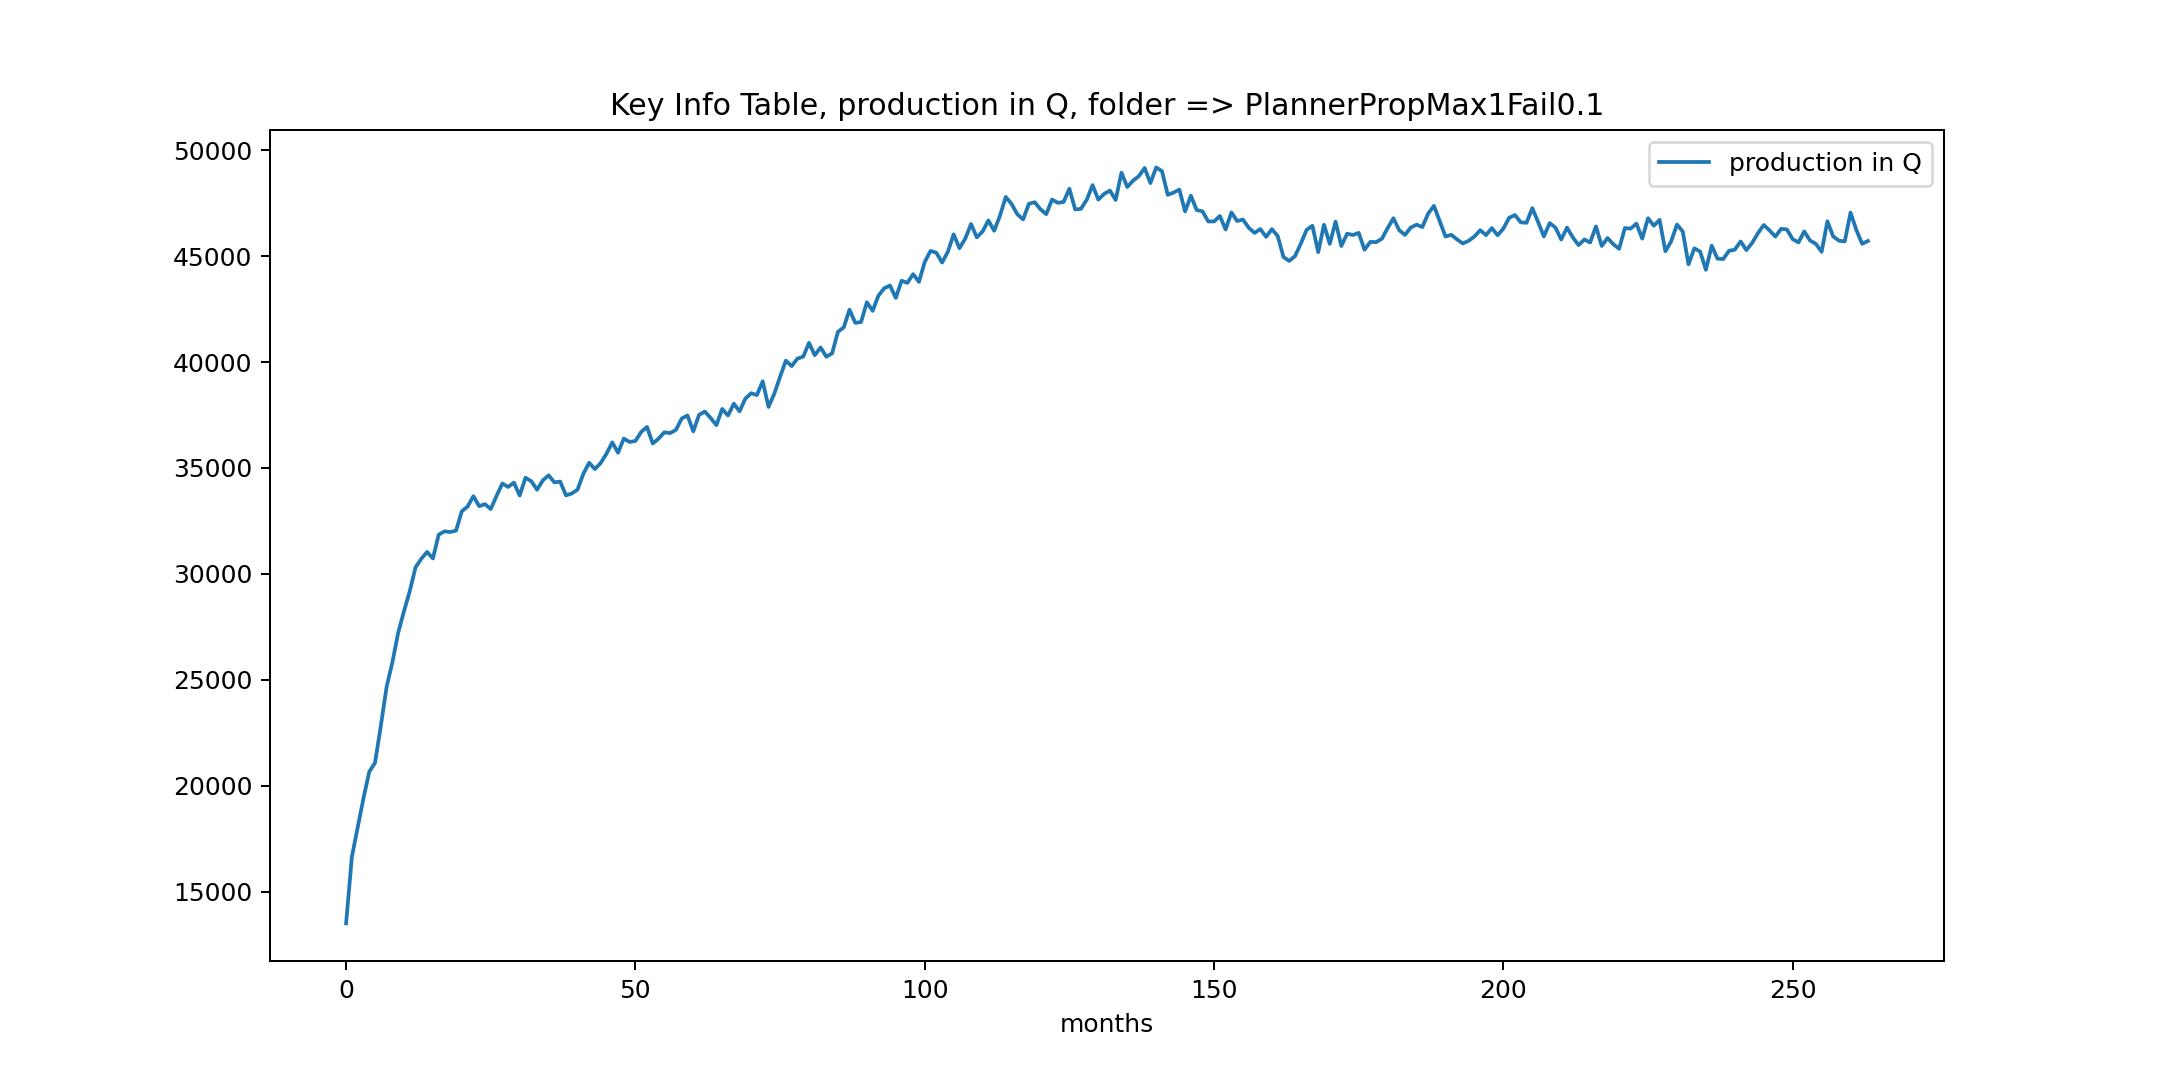 Key Info Table, production in Q, folder => PlannerPropMax1Fail0.1
production in Q
50000
45000
40000
35000
30000
25000
20000
15000
0 50 100 150 200 250
months